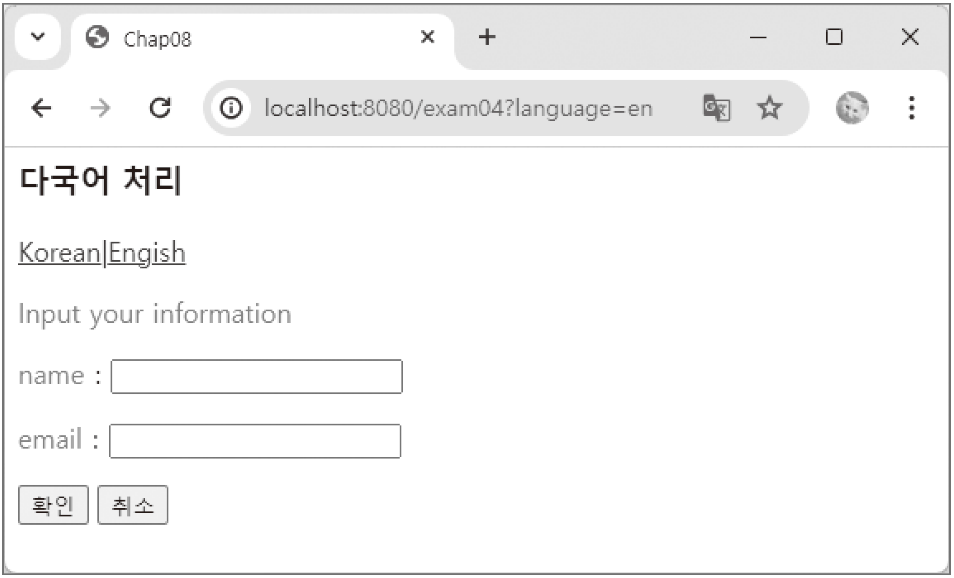 Chap08
localhost:8080/exam04?language=en
다국어 처리
Korean|Engish
Input your information
name :
email :
확인 취소